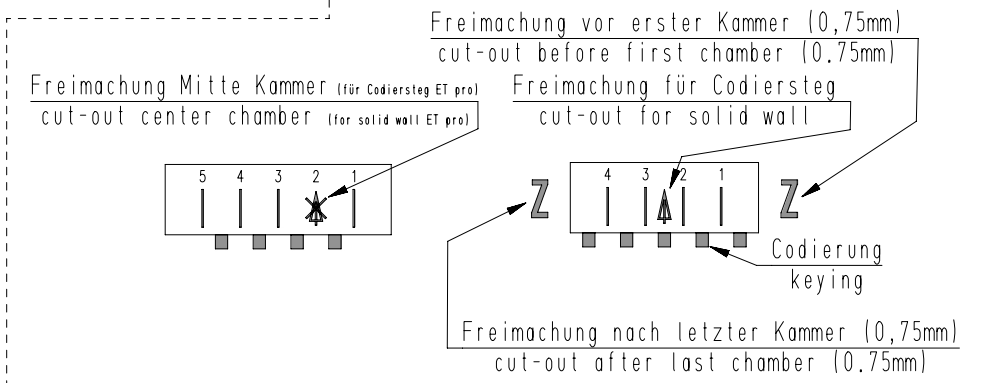 Freimachung vor erster Kammer (0,75mm)
cut-out before first chamber (0.75mm)
Freimachung Mitte Kammer (für Codiersteg ET pro)
cut-out center chamber (for solid wall ET pro)
Freimachung für Codiersteg
cut-out for solid wall
5 4 3 2 1
Z 4 3 2 1 Z
Codierung
keying
Freimachung nach letzter Kammer (0,75mm)
cut-out after last chamber (0.75mm)